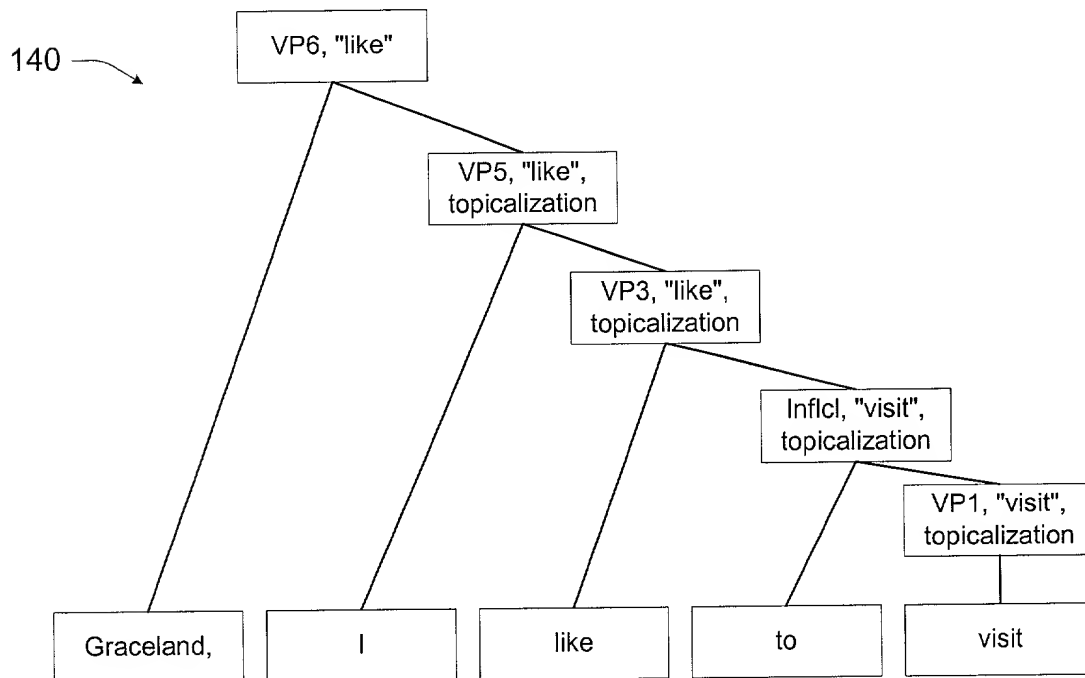 140
VP6, "like"
VP5, "like",
topicalization
VP3, "like",
topicalization
Inflcl, "visit",
topicalization
VP1, "visit",
topicalization
Graceland,
I
like
to
visit